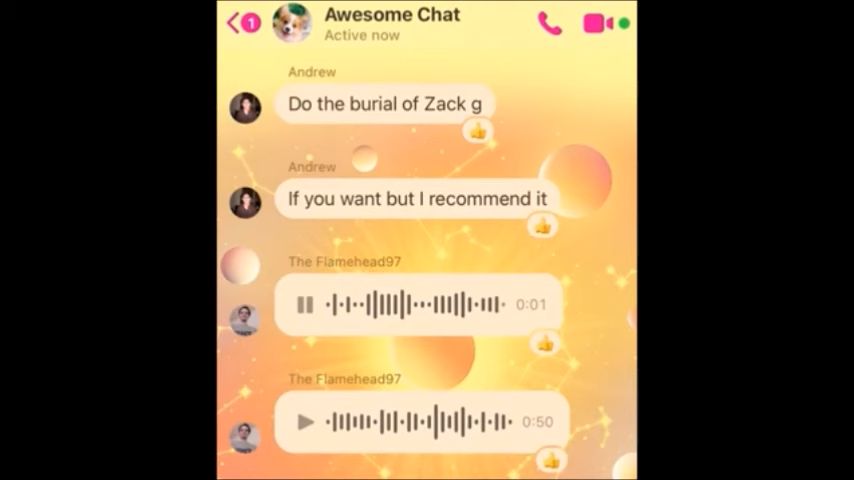 1
Awesome Chat
Active now
Andrew
Do the burial of Zack g
Andrew
If you want but I recommend it
The Flamehead97
0:01
The Flamehead97
0:50